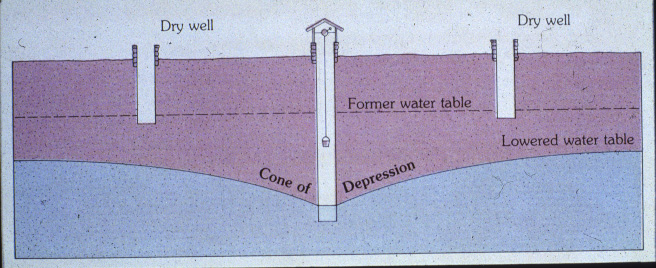 Dry well
Dry well
Former water table
Lowered water table
Cone of Depression